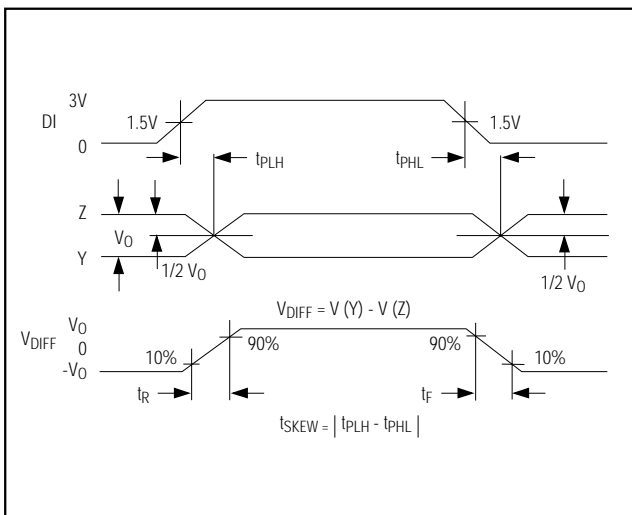 3V
DI
1.5V
1.5V
0
tPLH
tPHL
Z
VO
Y
1/2 VO
1/2 VO
VDIFF = V (Y) - V (Z)
VO
VDIFF
0
-VO
10%
90%
90%
10%
tR
tF
tSKEW = | tPLH - tPHL |